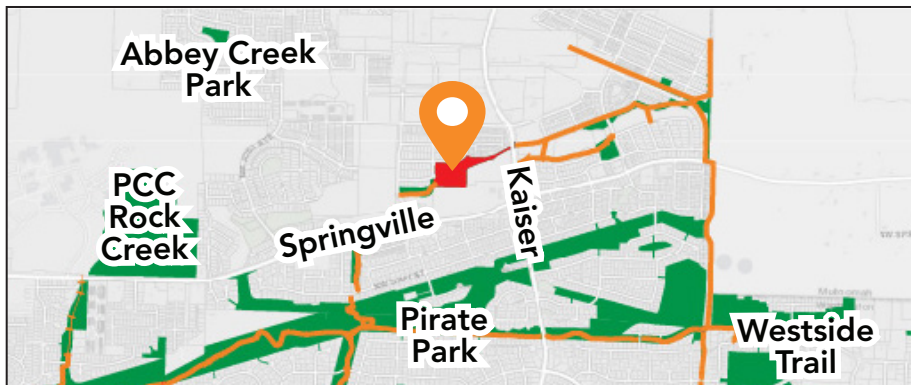 Abbey Creek
Park
PCC
Rock
Creek
Springville
Kaiser
Pirate
Park
Westside
Trail